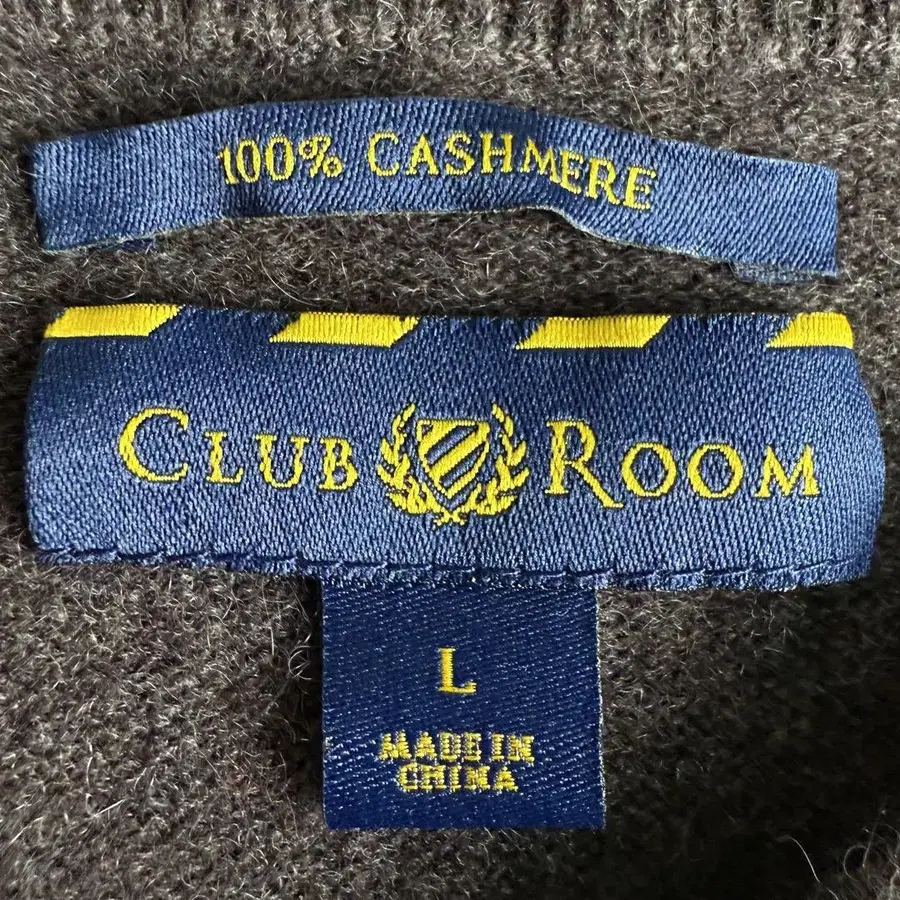 100% CASHMERE
CLUB ROOM
L
MADE IN
CHINA